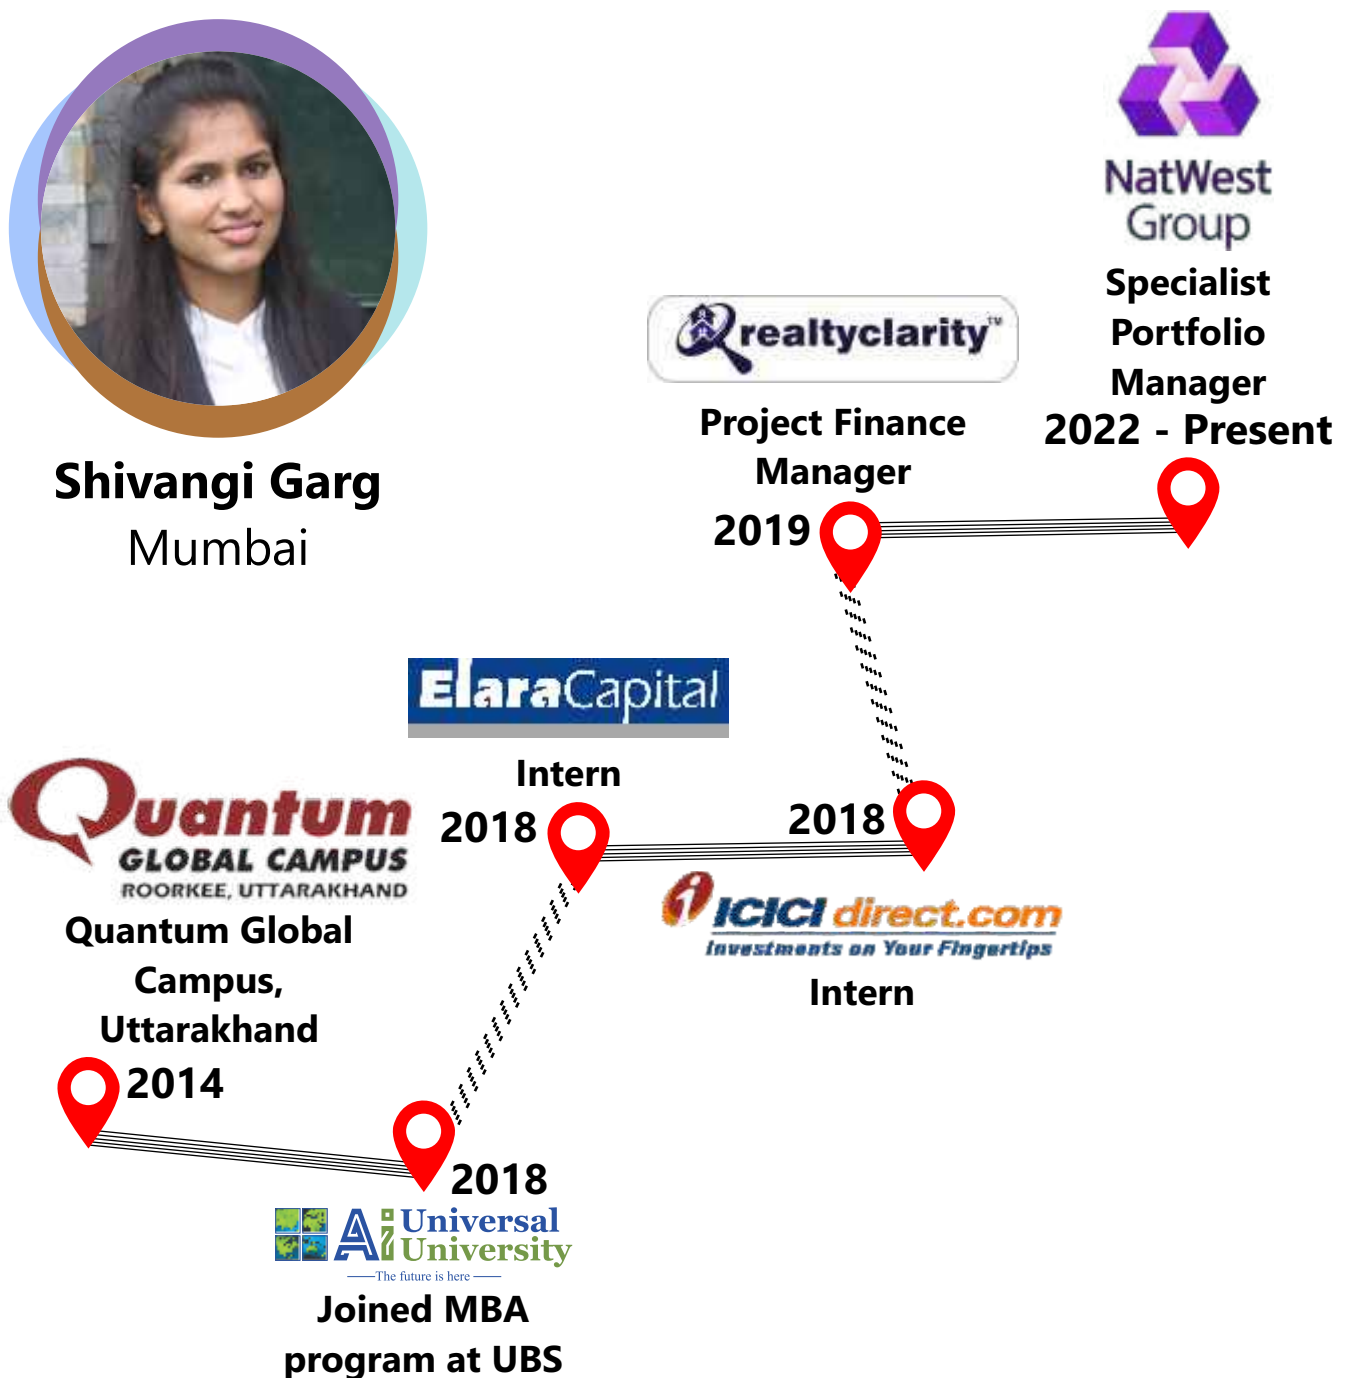 Shivangi Garg
Mumbai
NatWest
Group
Specialist
Portfolio
Manager
2022 - Present
realtyclarity™
Project Finance
Manager
2019
ElaraCapital
Intern
2018
2018
ICICI direct.com
Investments on Your Fingertips
Intern
Quantum
GLOBAL CAMPUS
ROORKEE, UTTARAKHAND
Quantum Global
Campus,
Uttarakhand
2014
2018
Ai Universal
University
The future is here
Joined MBA
program at UBS